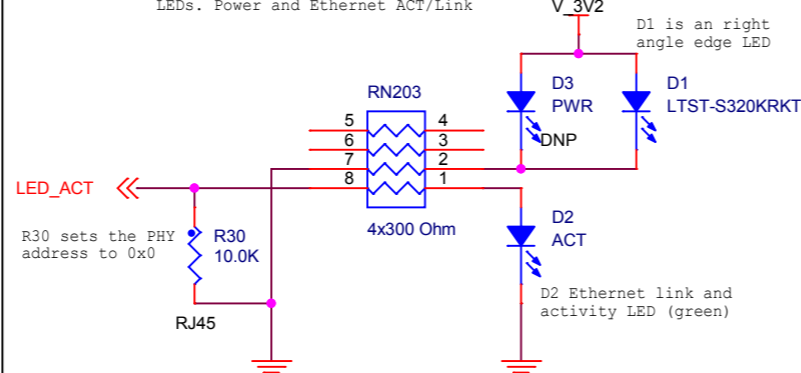 LEDs. Power and Ethernet ACT/Link
V_3V2
D1 is an right
angle edge LED
RN203
D3
PWR
D1
LTST-S320KRKT
DNP
5
4
6
3
7
2
8
1
LED_ACT
4x300 Ohm
D2
ACT
R30 sets the PHY
address to 0x0
R30
10.0K
RJ45
D2 Ethernet link and
activity LED (green)